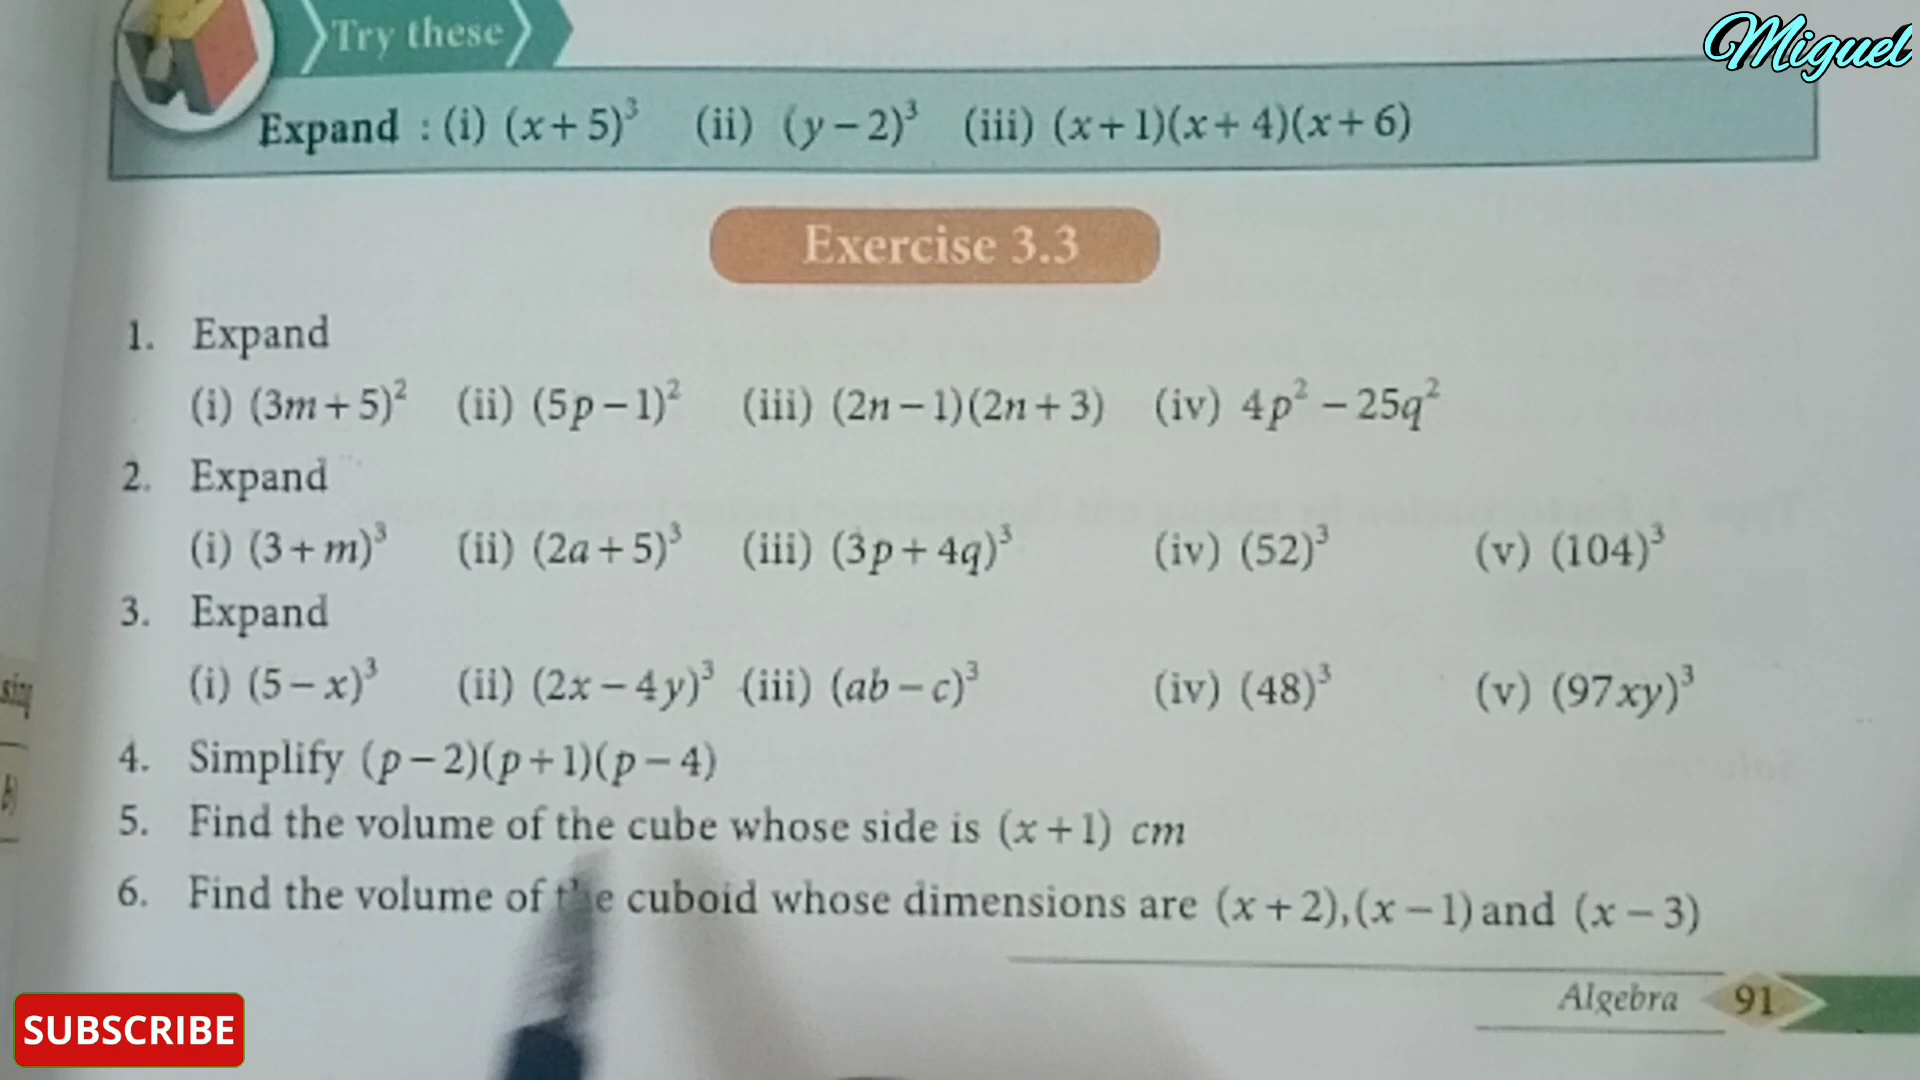 Try these
Miguel
Expand : (i) (x+5)³ (ii) (y−2)³ (iii) (x+1)(x+4)(x+6)
Exercise 3.3
1. Expand
(i) (3m+5)² (ii) (5p−1)² (iii) (2n−1)(2n+3) (iv) 4p²−25q²
2. Expand
(i) (3+m)³ (ii) (2a+5)³ (iii) (3p+4q)³ (iv) (52)³ (v) (104)³
3. Expand
(i) (5−x)³ (ii) (2x−4y)³ (iii) (ab−c)³ (iv) (48)³ (v) (97xy)³
4. Simplify (p−2)(p+1)(p−4)
5. Find the volume of the cube whose side is (x+1) cm
6. Find the volume of the cuboid whose dimensions are (x+2),(x−1) and (x−3)
Algebra 91
SUBSCRIBE